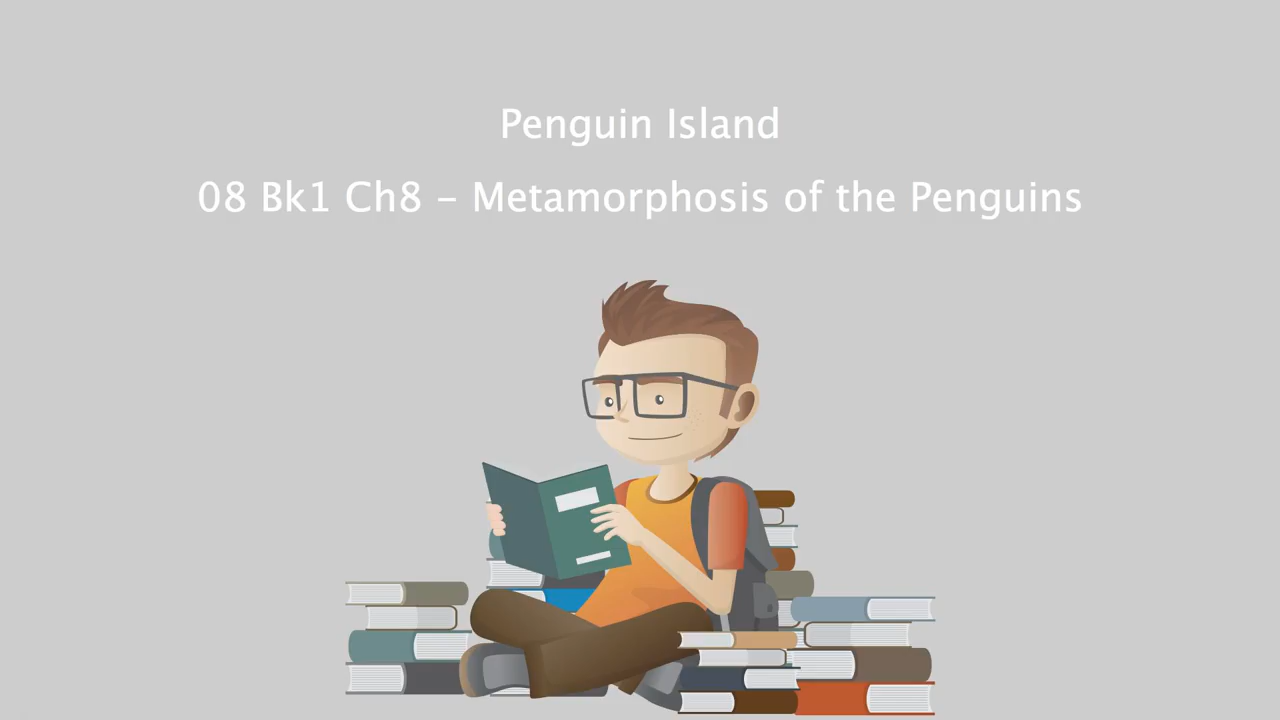 Penguin Island
08 Bk1 Ch8 – Metamorphosis of the Penguins